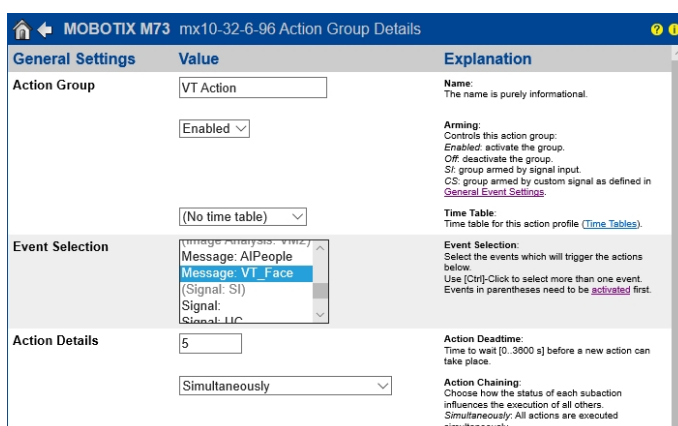 MOBOTIX M73 mx10-32-6-96 Action Group Details
General Settings Value Explanation
Action Group
VT Action
Name:
The name is purely informational.
Enabled
Arming:
Controls this action group:
Enabled: activate the group.
Off: deactivate the group.
SI: group armed by signal input.
CS: group armed by custom signal as defined in
General Event Settings.
(No time table)
Time Table:
Time table for this action profile (Time Tables).
Event Selection
(Image Analysis: VM2)
Message: AIPeople
Message: VT_Face
(Signal: SI)
Signal:
Signal: UC
Event Selection:
Select the events which will trigger the actions
below.
Use [Ctrl]-Click to select more than one event.
Events in parentheses need to be activated first.
Action Details
5
Action Deadtime:
Time to wait [0..3600 s] before a new action can
take place.
Simultaneously
Action Chaining:
Choose how the status of each subaction
influences the execution of all others.
Simultaneously: All actions are executed
simultaneously.